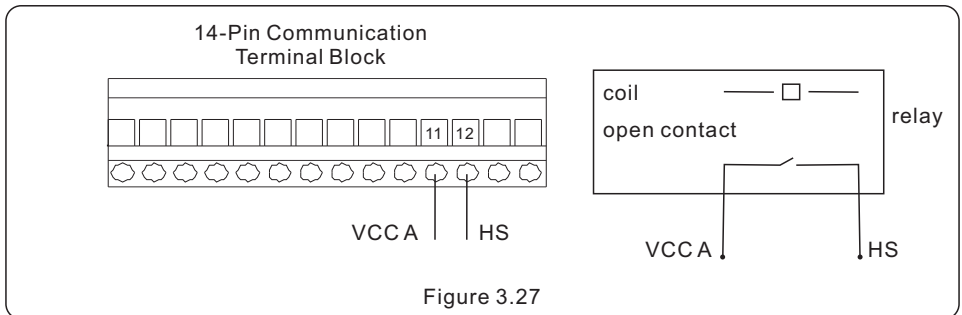 14-Pin Communication
Terminal Block
11 12
VCC A HS
coil
open contact
relay
VCC A HS
Figure 3.27